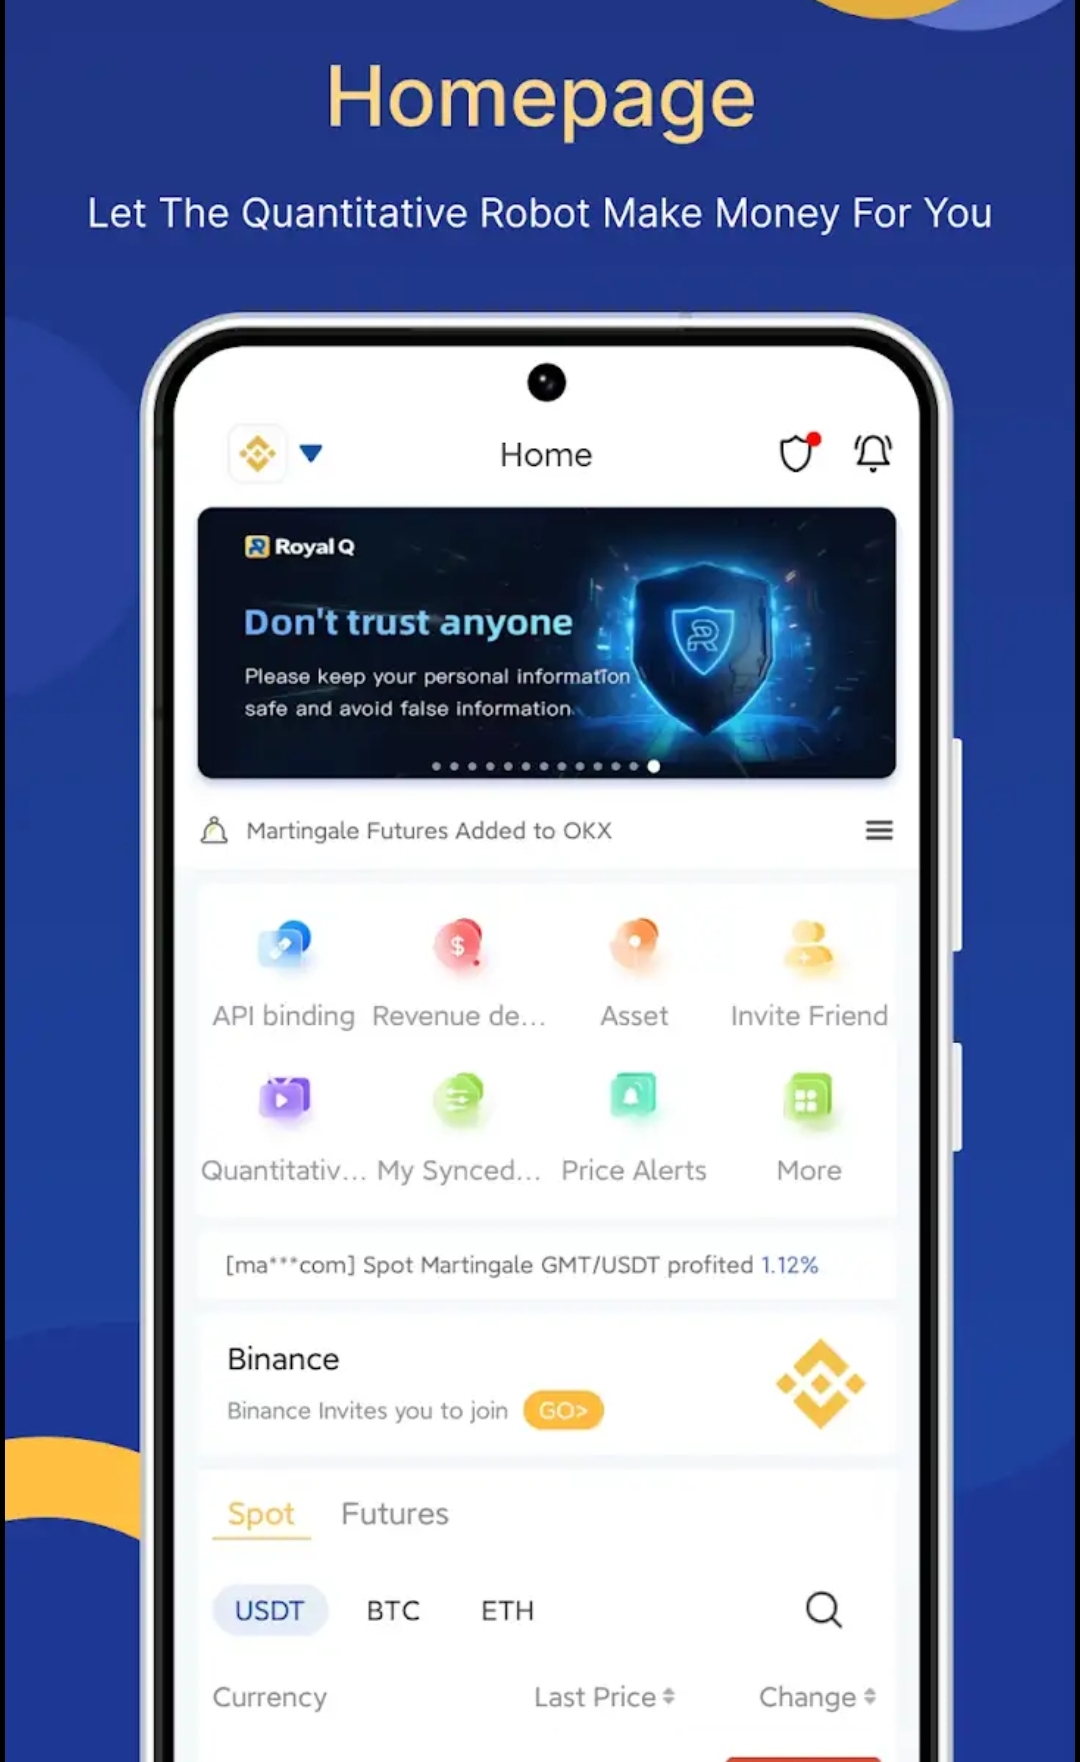 Homepage
Let The Quantitative Robot Make Money For You
Home
Royal Q
Don't trust anyone
Please keep your personal information
safe and avoid false information
Martingale Futures Added to OKX
API binding Revenue de... Asset Invite Friend
Quantitativ... My Synced... Price Alerts More
[ma***com] Spot Martingale GMT/USDT profited 1.12%
Binance
Binance Invites you to join GO>
Spot Futures
USDT BTC ETH
Currency Last Price Change